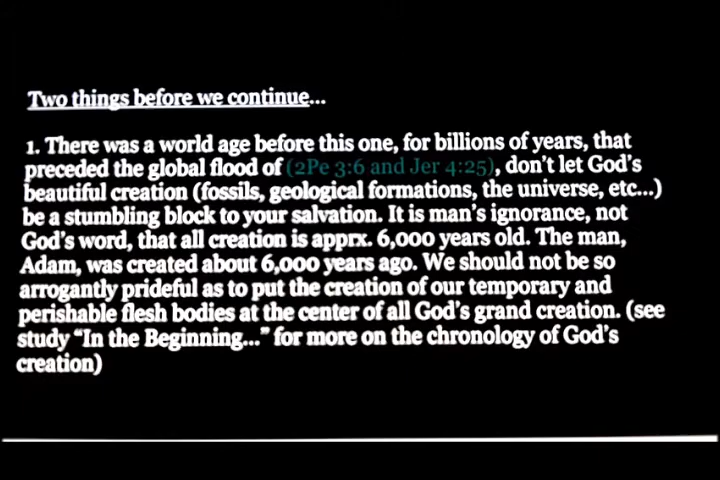 Two things before we continue...
1. There was a world age before this one, for billions of years, that
preceded the global flood of (2Pe 3:6 and Jer 4:25), don't let God's
beautiful creation (fossils, geological formations, the universe, etc...)
be a stumbling block to your salvation. It is man's ignorance, not
God's word, that all creation is apprx. 6,000 years old. The man,
Adam, was created about 6,000 years ago. We should not be so
arrogantly prideful as to put the creation of our temporary and
perishable flesh bodies at the center of all God's grand creation. (see
study "In the Beginning..." for more on the chronology of God's
creation)